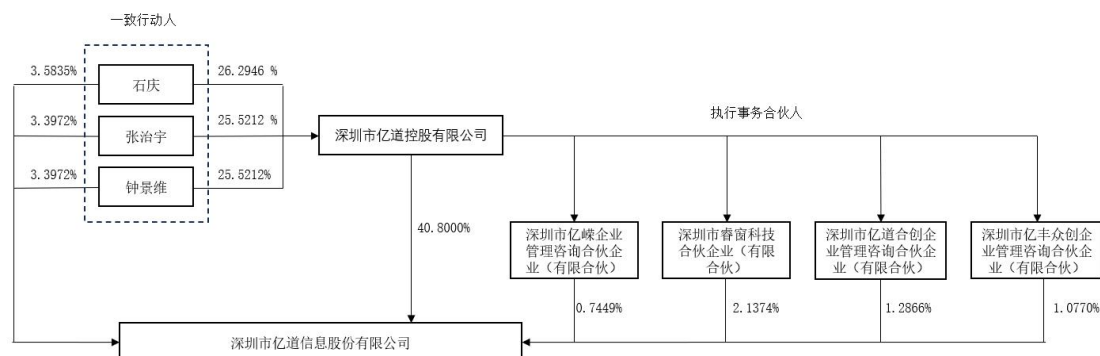 一致行动人
3.5835%
石庆
26.2946 %
执行事务合伙人
3.3972%
张治宇
25.5212 %
深圳市亿道控股有限公司
3.3972%
钟景维
25.5212%
40.8000%
深圳市亿嵘企业
管理咨询合伙企
业（有限合伙）
深圳市睿窗科技
合伙企业（有限
合伙）
深圳市亿道合创企
业管理咨询合伙企
业（有限合伙）
深圳市亿丰众创企
业管理咨询合伙企
业（有限合伙）
0.7449%
2.1374%
1.2866%
1.0770%
深圳市亿道信息股份有限公司